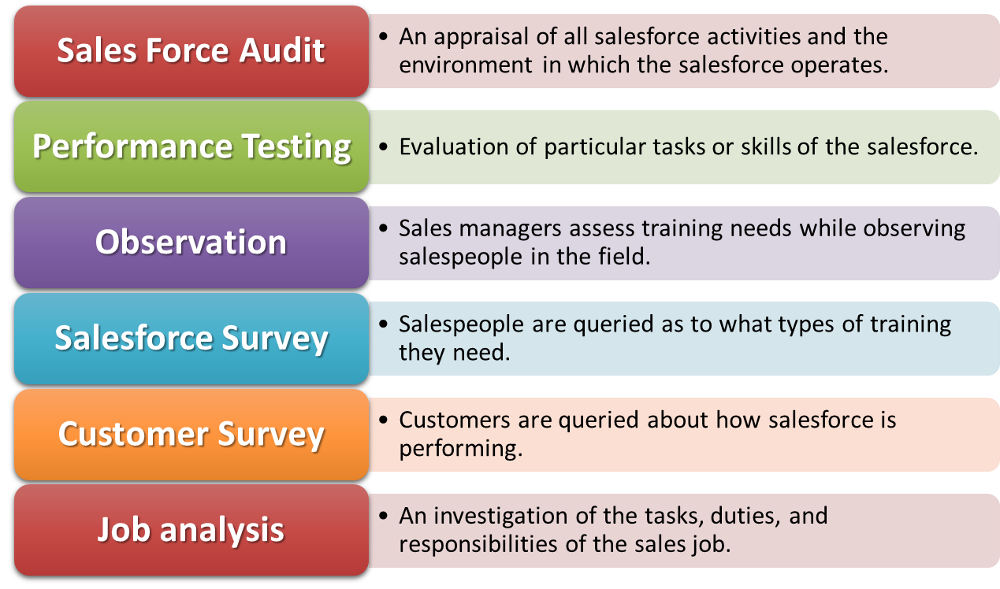 Sales Force Audit
• An appraisal of all salesforce activities and the
environment in which the salesforce operates.
Performance Testing
• Evaluation of particular tasks or skills of the salesforce.
Observation
• Sales managers assess training needs while observing
salespeople in the field.
Salesforce Survey
• Salespeople are queried as to what types of training
they need.
Customer Survey
• Customers are queried about how salesforce is
performing.
Job analysis
• An investigation of the tasks, duties, and
responsibilities of the sales job.